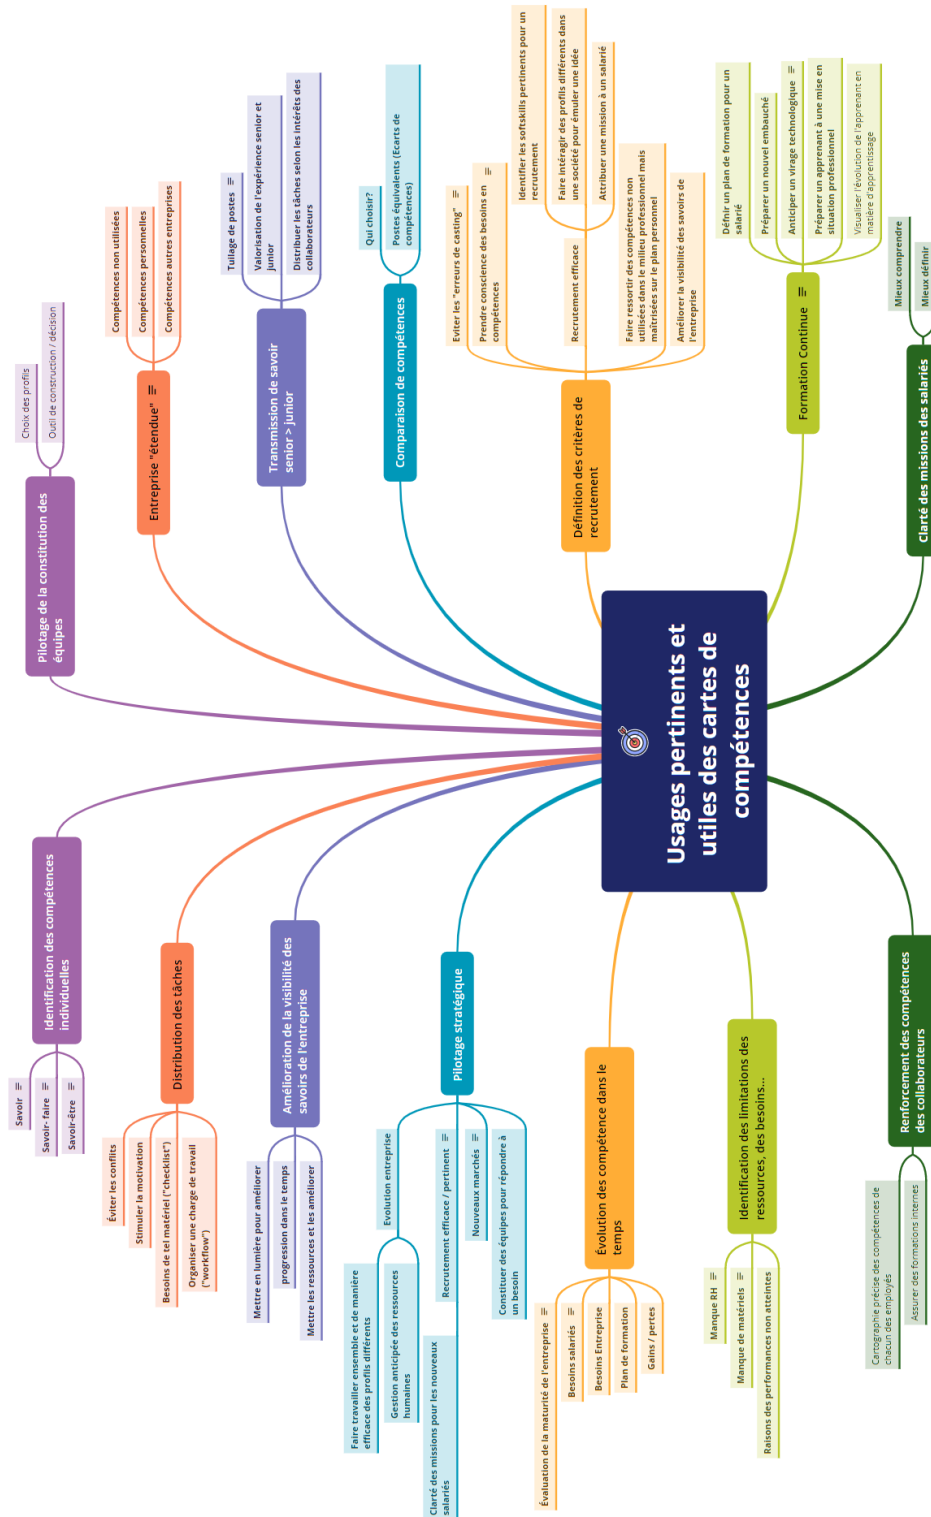 Usages pertinents et
utiles des cartes de
compétences
Pilotage de la constitution des
équipes
Choix des profils
Outil de construction / décision
Entreprise "étendue"
Compétences non utilisées
Compétences personnelles
Compétences autres entreprises
Transmission de savoir
senior > junior
Tuilage de postes
Valorisation de l'expérience senior et
junior
Distribuer les tâches selon les intérêts des
collaborateurs
Comparaison de compétences
Qui choisir?
Postes équivalents (Ecarts de
compétences)
Définition des critères de
recrutement
Eviter les "erreurs de casting"
Prendre conscience des besoins en
compétences
Recrutement efficace
Identifier les softskills pertinents pour un
recrutement
Faire intéragir des profils différents dans
une société pour émuler une idée
Attribuer une mission à un salarié
Faire ressortir des compétences non
utilisées dans le milieu professionnel mais
maîtrisées sur le plan personnel
Améliorer la visibilité des savoirs de
l'entreprise
Formation Continue
Défnir un plan de formation pour un
salarié
Préparer un nouvel embauché
Anticiper un virage technologique
Préparer un apprenant à une mise en
situation professionnel
Visualiser l'évolution de l'apprenant en
matière d'apprentissage
Clarté des missions des salariés
Mieux comprendre
Mieux définir
Identification des compétences
individuelles
Savoir
Savoir- faire
Savoir-être
Distribution des tâches
Éviter les conflits
Stimuler la motivation
Besoins de tel matériel ("checklist")
Organiser une charge de travail
("workflow")
Amélioration de la visibilité des
savoirs de l'entreprise
Mettre en lumière pour améliorer
progression dans le temps
Mettre les ressources et les améliorer
Pilotage stratégique
Evolution entreprise
Faire travailler ensemble et de manière
efficace des profils différents
Gestion anticipée des ressources
humaines
Recrutement efficace / pertinent
Clarté des missions pour les nouveaux
salariés
Nouveaux marchés
Constituer des équipes pour répondre à
un besoin
Évolution des compétence dans le
temps
Évaluation de la maturité de l'entreprise
Besoins salariés
Besoins Entreprise
Plan de formation
Gains / pertes
Identification des limitations des
ressources, des besoins...
Manque RH
Manque de matériels
Raisons des performances non atteintes
Renforcement des compétences
des collaborateurs
Cartographie précise des compétences de
chacun des employés
Assurer des formations internes